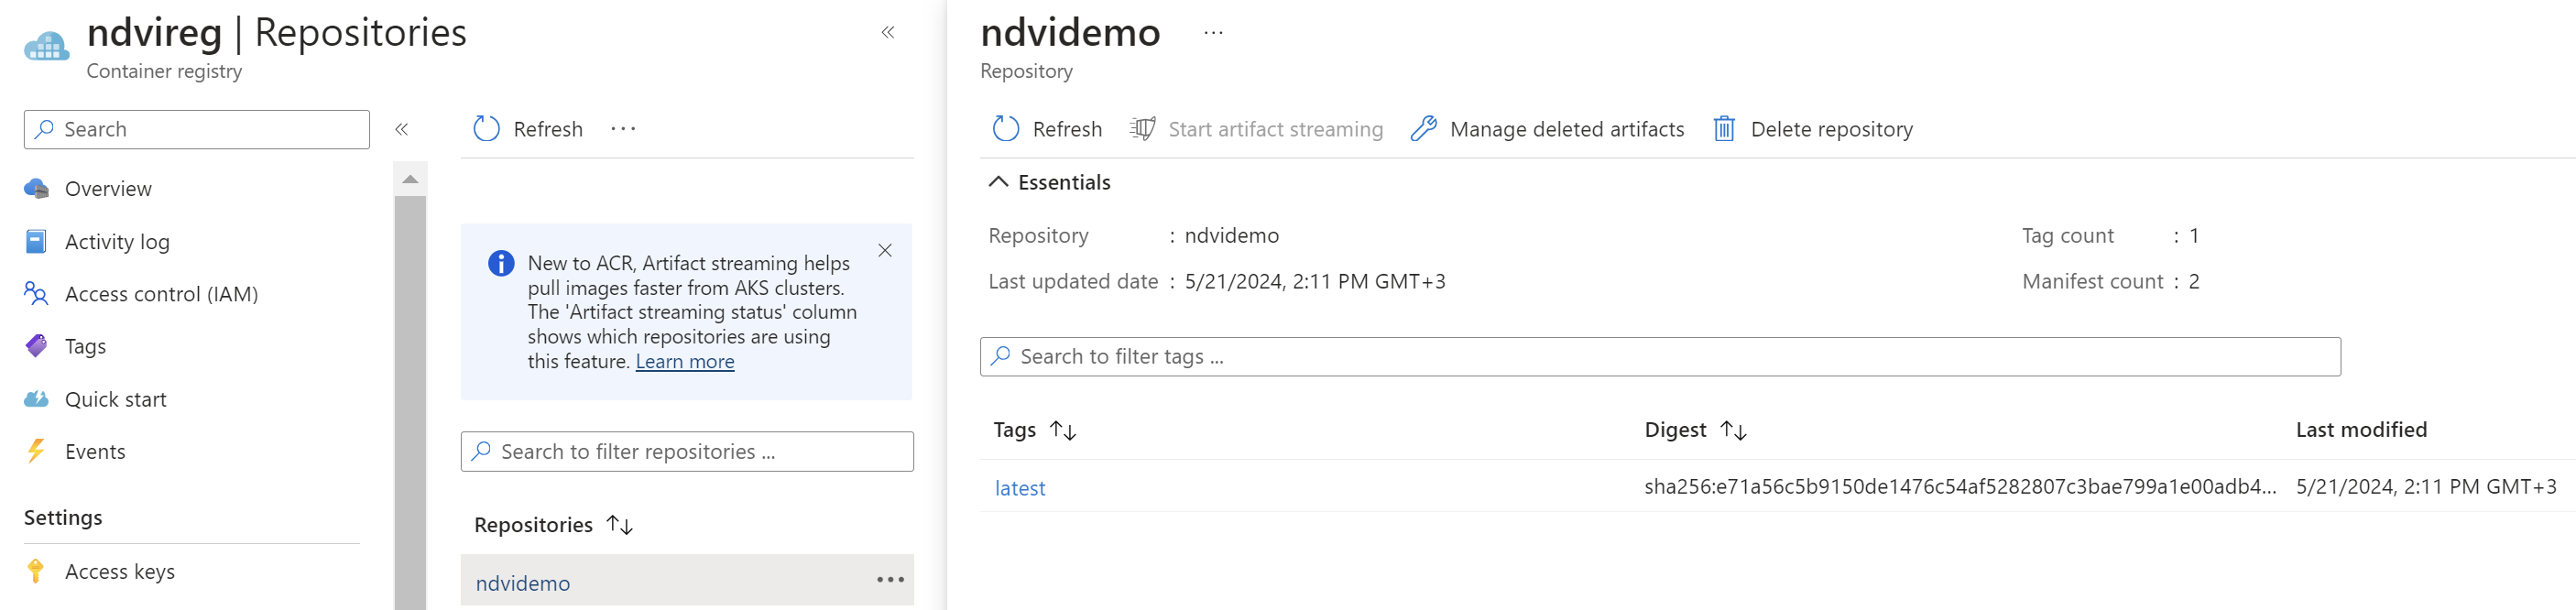 ndvireg | Repositories
Container registry
Search
Overview
Activity log
Access control (IAM)
Tags
Quick start
Events
Settings
Access keys
Refresh
New to ACR, Artifact streaming helps
pull images faster from AKS clusters.
The 'Artifact streaming status' column
shows which repositories are using
this feature. Learn more
Search to filter repositories ...
Repositories
ndvidemo
ndvidemo
Repository
Refresh Start artifact streaming Manage deleted artifacts Delete repository
Essentials
Repository : ndvidemo Tag count : 1
Last updated date : 5/21/2024, 2:11 PM GMT+3 Manifest count : 2
Search to filter tags ...
Tags Digest Last modified
latest sha256:e71a56c5b9150de1476c54af5282807c3bae799a1e00adb4... 5/21/2024, 2:11 PM GMT+3